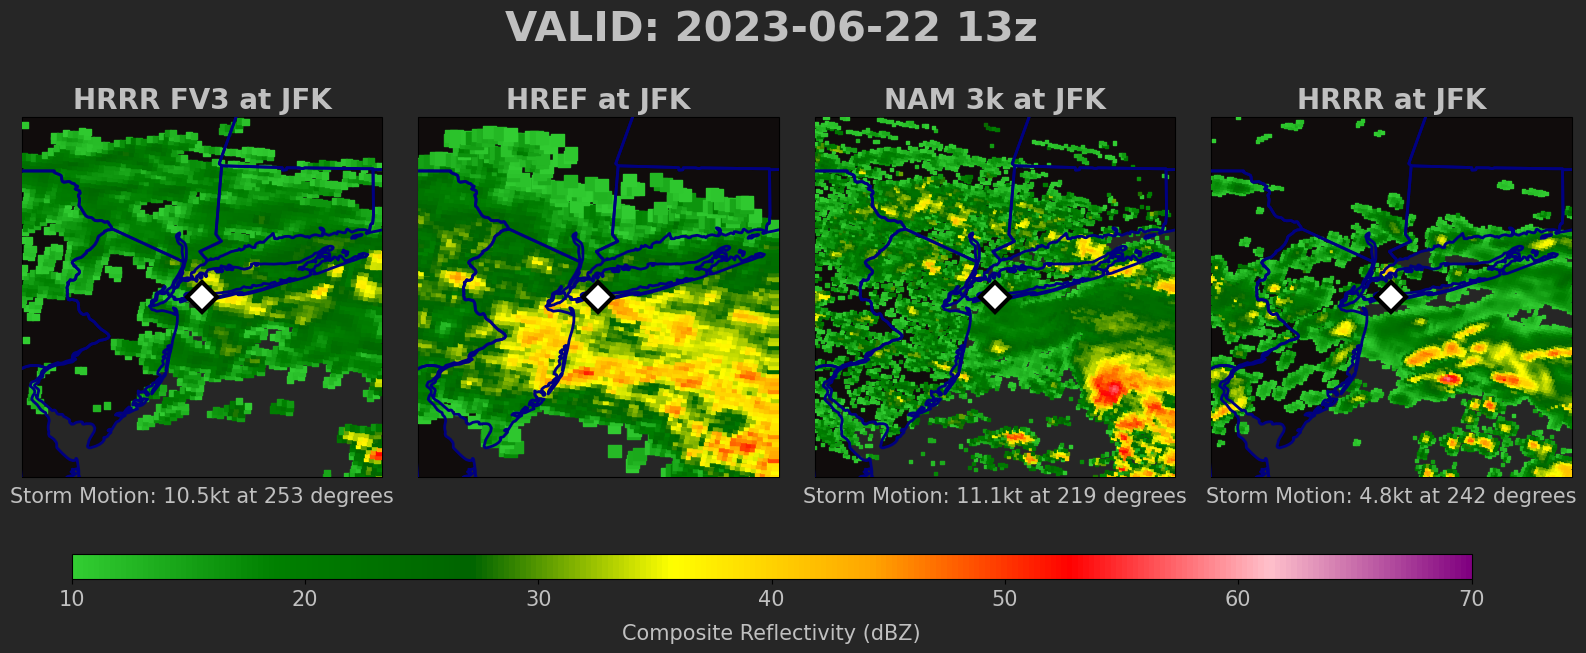 VALID: 2023-06-22 13z
HRRR FV3 at JFK
HREF at JFK
NAM 3k at JFK
HRRR at JFK
Storm Motion: 10.5kt at 253 degrees
Storm Motion: 11.1kt at 219 degrees
Storm Motion: 4.8kt at 242 degrees
10 20 30 40 50 60 70
Composite Reflectivity (dBZ)